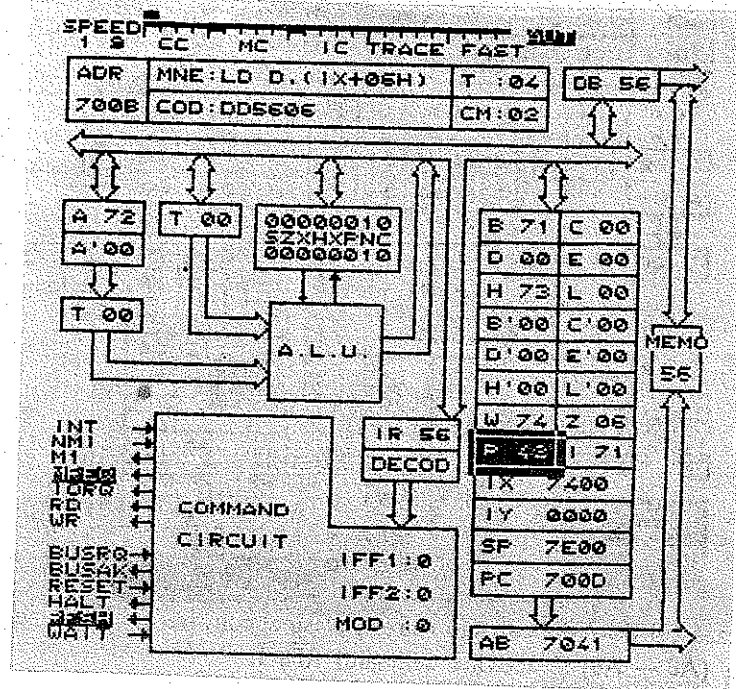 SPEED
1 9 CC MC IC TRACE FAST
ADR MNE:LD D.(IX+06H) T :04 DB 56
700B COD:DD5606 CM:02
A 72 T 00 00000010 B 71 C 00
A'00 SZXHXPNC D 00 E 00
00000010 H 73 L 00
T 00 B'00 C'00
A.L.U. D'00 E'00 MEMO
H'00 L'00 56
INT IR 56 W 74 Z 06
NMI DECOD I 71
M1 IX 7400
IORQ
RD COMMAND IY 0000
WR CIRCUIT SP 7E00
BUSRQ IFF1:0 PC 700D
BUSAK
RESET IFF2:0
HALT
WAIT MOD :0 AB 7041